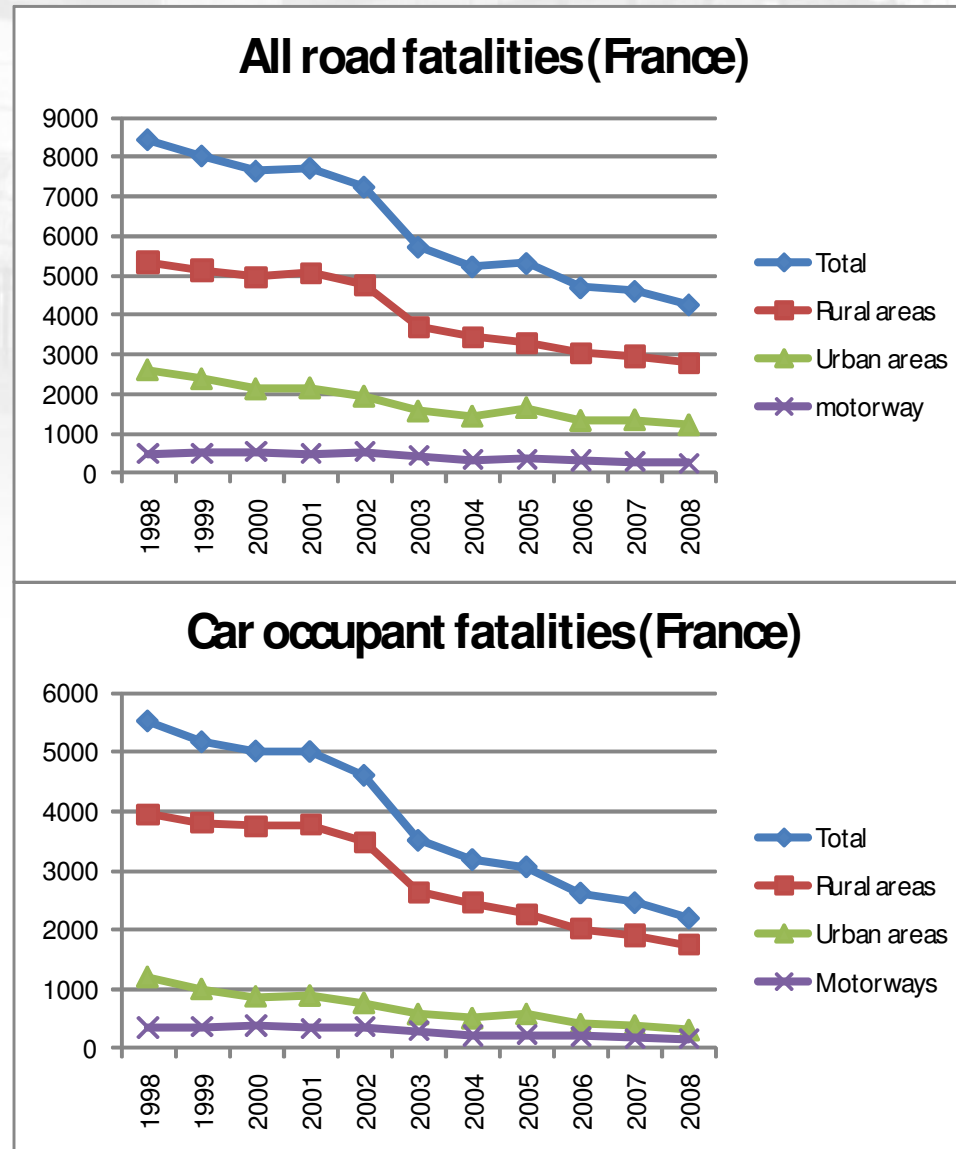 All road fatalities (France)
9000
8000
7000
6000
5000
4000
3000
2000
1000
0
1998 1999 2000 2001 2002 2003 2004 2005 2006 2007 2008
Total
Rural areas
Urban areas
motorway
Car occupant fatalities (France)
6000
5000
4000
3000
2000
1000
0
1998 1999 2000 2001 2002 2003 2004 2005 2006 2007 2008
Total
Rural areas
Urban areas
Motorways